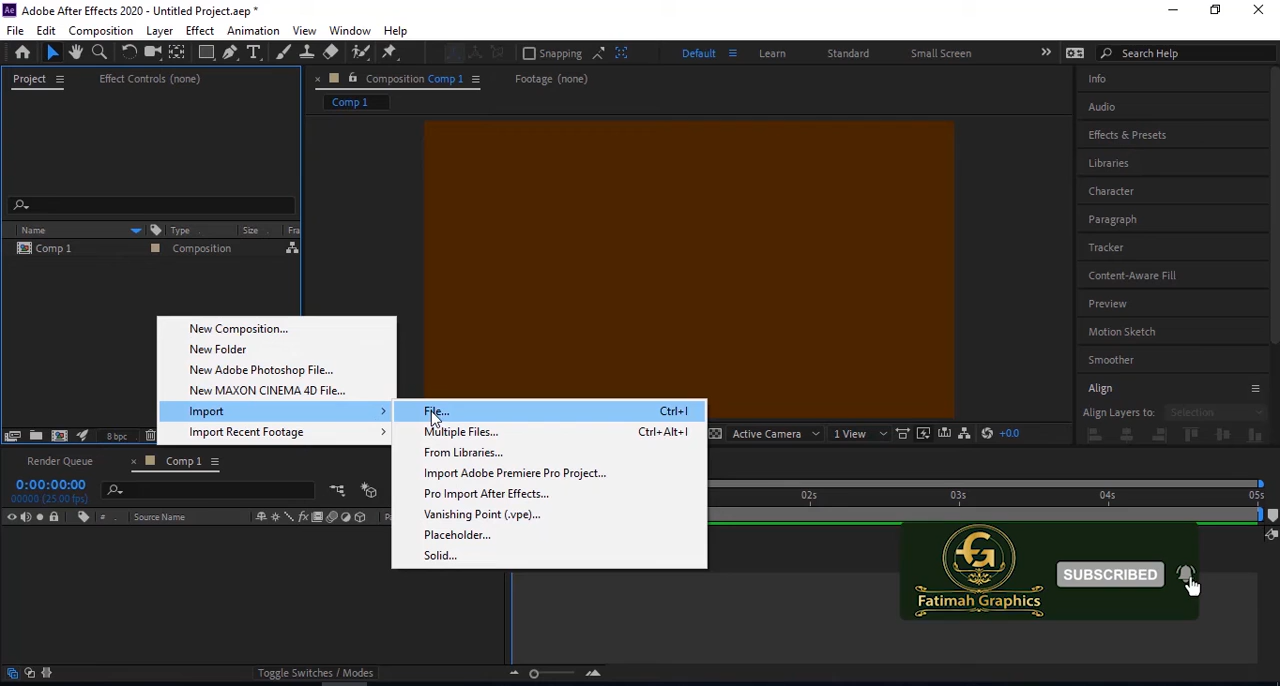 Ae Adobe After Effects 2020 - Untitled Project.aep *
File Edit Composition Layer Effect Animation View Window Help
Snapping Default Learn Standard Small Screen Search Help
Project Effect Controls (none)
Composition Comp 1 Footage (none)
Comp 1
Info
Audio
Effects & Presets
Libraries
Character
Paragraph
Tracker
Content-Aware Fill
Preview
Motion Sketch
Smoother
Align
Align Layers to: Selection
Name Type Size Fra
Comp 1 Composition
New Composition...
New Folder
New Adobe Photoshop File...
New MAXON CINEMA 4D File...
Import
Import Recent Footage
File... Ctrl+I
Multiple Files... Ctrl+Alt+I
From Libraries...
Import Adobe Premiere Pro Project...
Pro Import After Effects...
Vanishing Point (.vpe)...
Placeholder...
Solid...
8 bpc
Active Camera 1 View +0.0
Render Queue Comp 1
0:00:00:00
00000 (25.00 fps)
# Source Name
02s 03s 04s 05s
Fatimah Graphics
SUBSCRIBED
Toggle Switches / Modes